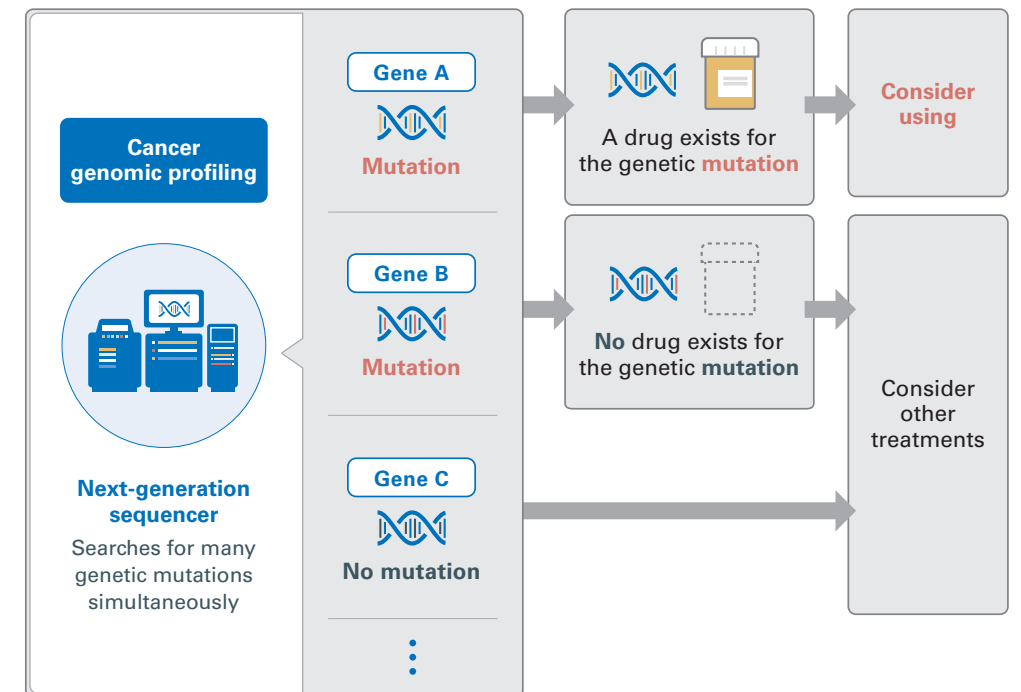 Cancer
genomic profiling
Next-generation
sequencer
Searches for many
genetic mutations
simultaneously
Gene A
Mutation
A drug exists for
the genetic mutation
Consider
using
Gene B
Mutation
No drug exists for
the genetic mutation
Gene C
No mutation
Consider
other
treatments